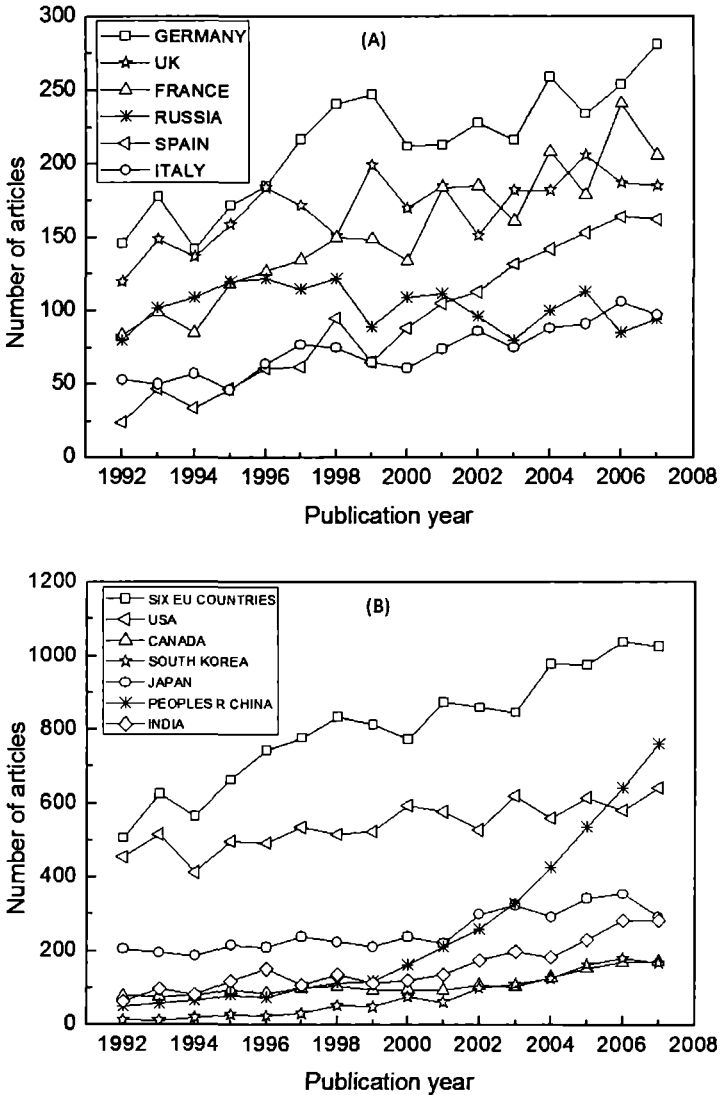 (A)
GERMANY
UK
FRANCE
RUSSIA
SPAIN
ITALY
300
250
200
150
100
50
0
Number of articles
1992 1994 1996 1998 2000 2002 2004 2006 2008
Publication year
(B)
SIX EU COUNTRIES
USA
CANADA
SOUTH KOREA
JAPAN
PEOPLES R CHINA
INDIA
1200
1000
800
600
400
200
0
Number of articles
1992 1994 1996 1998 2000 2002 2004 2006 2008
Publication year